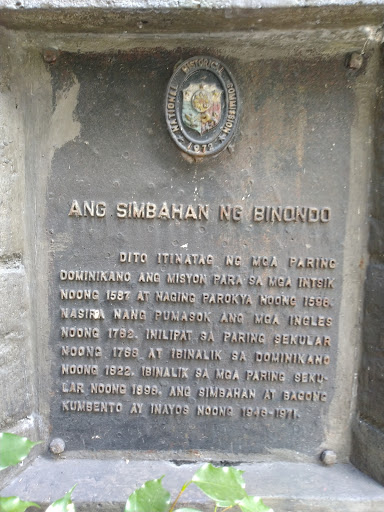 NATIONAL HISTORICAL COMMISSION
1972
ANG SIMBAHAN NG BINONDO
DITO ITINATAG NG MGA PARING
DOMINIKANO ANG MISYON PARA SA MGA INTSIK
NOONG 1587 AT NAGING PAROKYA NOONG 1596.
NASIRA NANG PUMASOK ANG MGA INGLES
NOONG 1762. INILIPAT SA PARING SEKULAR
NOONG 1768 AT IBINALIK SA DOMINIKANO
NOONG 1822. IBINALIK SA MGA PARING SEKU-
LAR NOONG 1898. ANG SIMBAHAN AT BAGONG
KUMBENTO AY INAYOS NOONG 1946-1971.